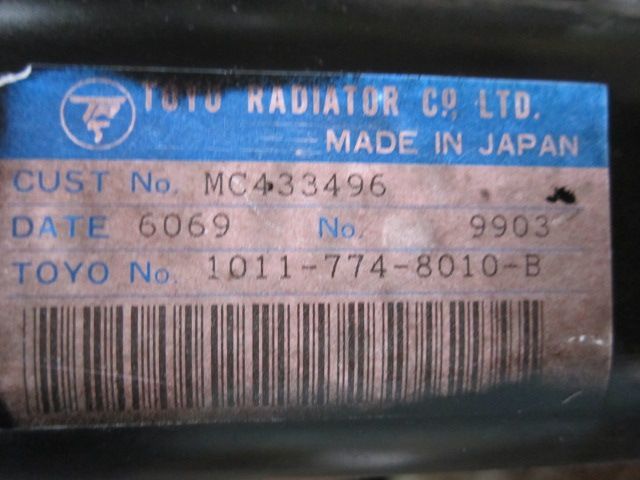 TOYO RADIATOR CO., LTD.
MADE IN JAPAN
CUST No. MC433496
DATE 6069 No. 9903
TOYO No. 1011-774-8010-B